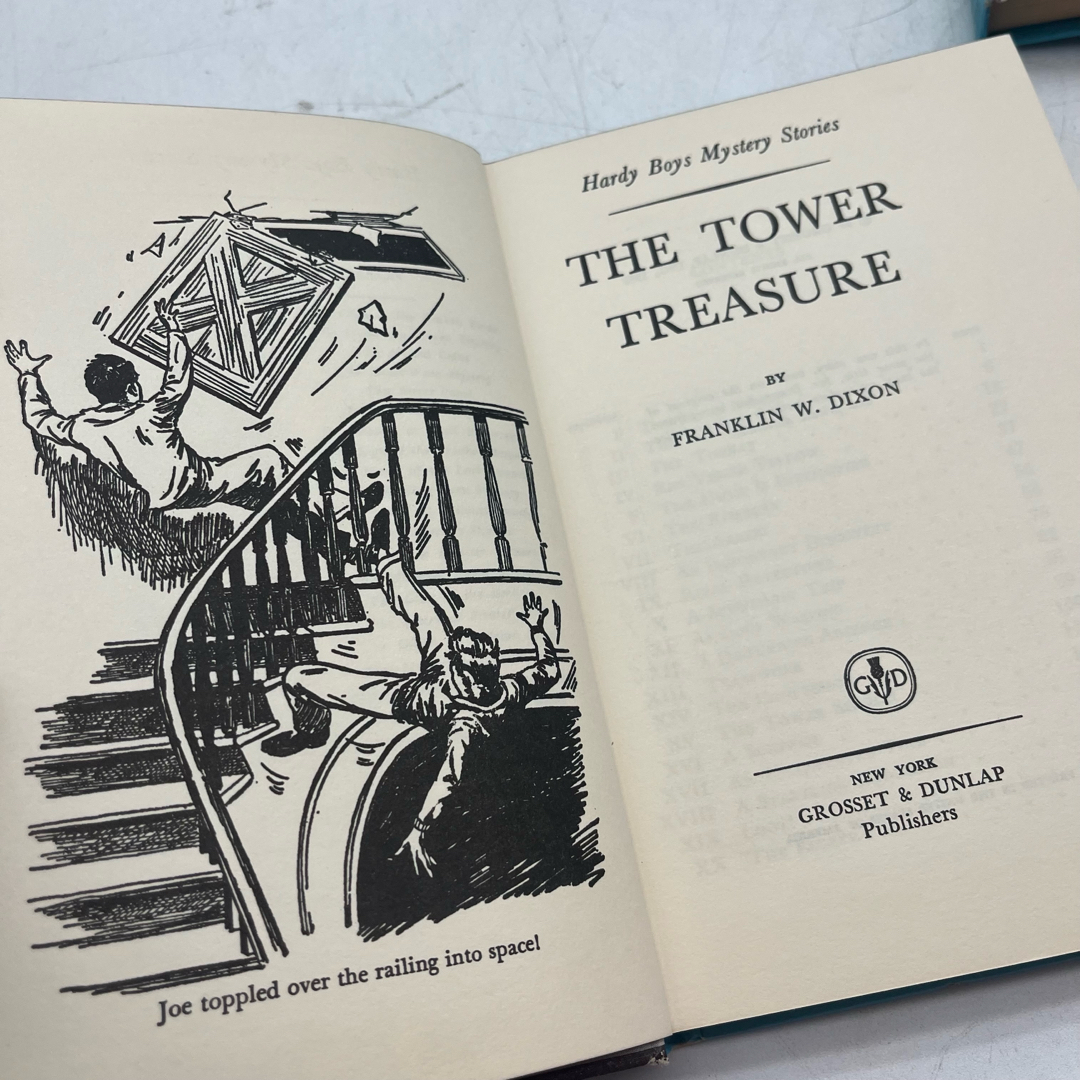 Joe toppled over the railing into space!
Hardy Boys Mystery Stories
THE TOWER
TREASURE
BY
FRANKLIN W. DIXON
G D
NEW YORK
GROSSET & DUNLAP
Publishers